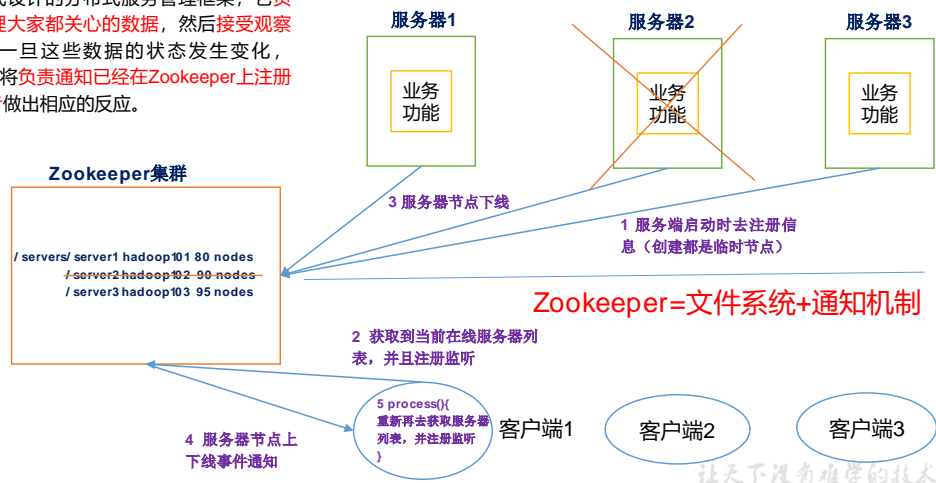 设计的分布式服务管理框架，它负
理大家都关心的数据，然后接受观察
一旦这些数据的状态发生变化，
将负责通知已经在Zookeeper上注册
做出相应的反应。
服务器1
服务器2
服务器3
业务
功能
业务
功能
业务
功能
Zookeeper集群
3 服务器节点下线
1 服务端启动时去注册信
息（创建都是临时节点）
/ servers/ server1 hadoop101 80 nodes
/ server2 hadoop102 90 nodes
/ server3 hadoop103 95 nodes
Zookeeper=文件系统+通知机制
2 获取到当前在线服务器列
表，并且注册监听
5 process(){
重新再去获取服务器
列表，并注册监听
}
客户端1
客户端2
客户端3
4 服务器节点上
下线事件通知
让天下没有难学的技术